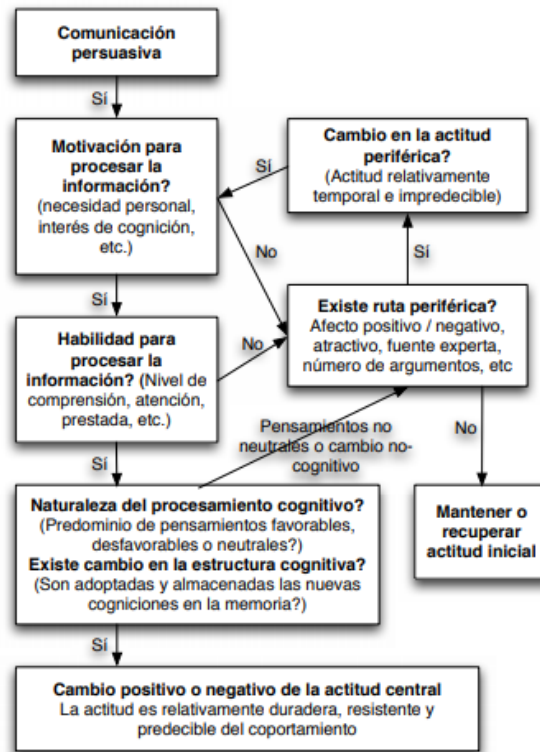 Comunicación
persuasiva
Sí
Motivación para
procesar la
información?
(necesidad personal,
interés de cognición,
etc.)
Cambio en la actitud
periférica?
(Actitud relativamente
temporal e impredecible)
Sí
No
Sí
Sí
Habilidad para
procesar la
información? (Nivel de
comprensión, atención,
prestada, etc.)
No
Existe ruta periférica?
Afecto positivo / negativo,
atractivo, fuente experta,
número de argumentos, etc
Pensamientos no
neutrales o cambio no-
cognitivo
No
Sí
Naturaleza del procesamiento cognitivo?
(Predominio de pensamientos favorables,
desfavorables o neutrales?)
Existe cambio en la estructura cognitiva?
(Son adoptadas y almacenadas las nuevas
cogniciones en la memoria?)
Mantener o
recuperar
actitud inicial
Sí
Cambio positivo o negativo de la actitud central
La actitud es relativamente duradera, resistente y
predecible del coportamiento